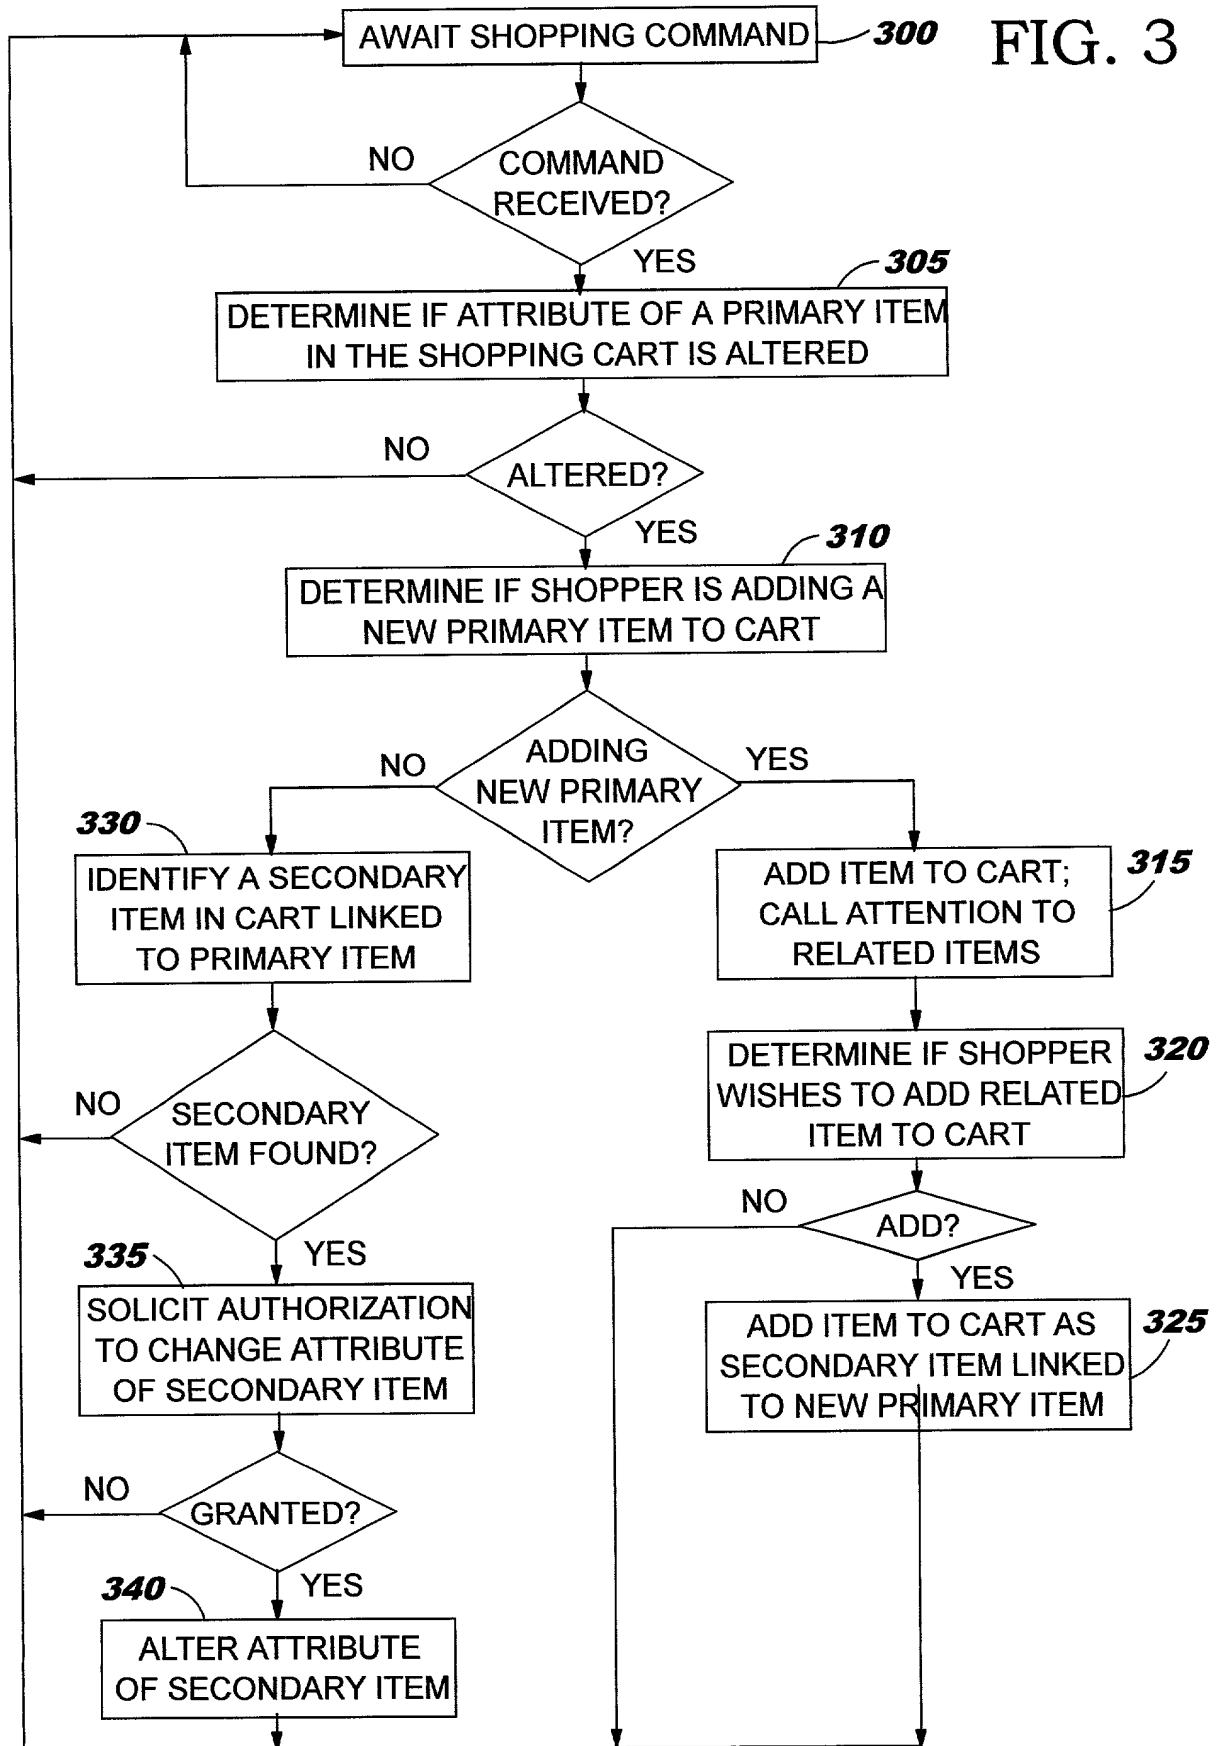 AWAIT SHOPPING COMMAND
300
FIG. 3
NO
COMMAND
RECEIVED?
YES
305
DETERMINE IF ATTRIBUTE OF A PRIMARY ITEM
IN THE SHOPPING CART IS ALTERED
NO
ALTERED?
YES
310
DETERMINE IF SHOPPER IS ADDING A
NEW PRIMARY ITEM TO CART
NO
ADDING
NEW PRIMARY
ITEM?
YES
330
IDENTIFY A SECONDARY
ITEM IN CART LINKED
TO PRIMARY ITEM
ADD ITEM TO CART;
CALL ATTENTION TO
RELATED ITEMS
315
DETERMINE IF SHOPPER
WISHES TO ADD RELATED
ITEM TO CART
320
NO
SECONDARY
ITEM FOUND?
YES
NO
ADD?
YES
335
SOLICIT AUTHORIZATION
TO CHANGE ATTRIBUTE
OF SECONDARY ITEM
ADD ITEM TO CART AS
SECONDARY ITEM LINKED
TO NEW PRIMARY ITEM
325
NO
GRANTED?
YES
340
ALTER ATTRIBUTE
OF SECONDARY ITEM